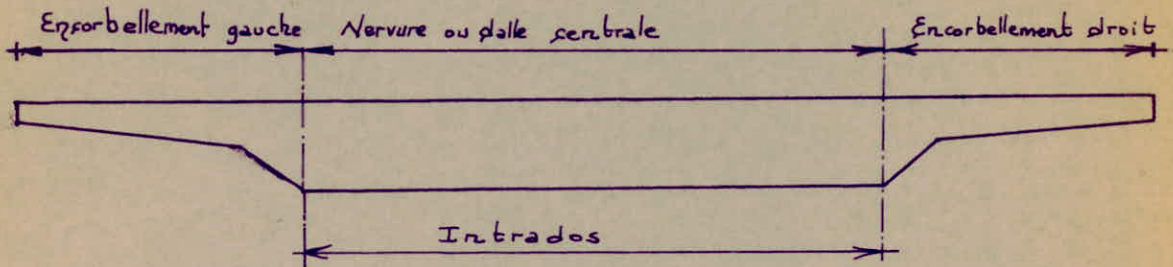 Encorbellement gauche
Nervure ou dalle centrale
Encorbellement droit
Intrados